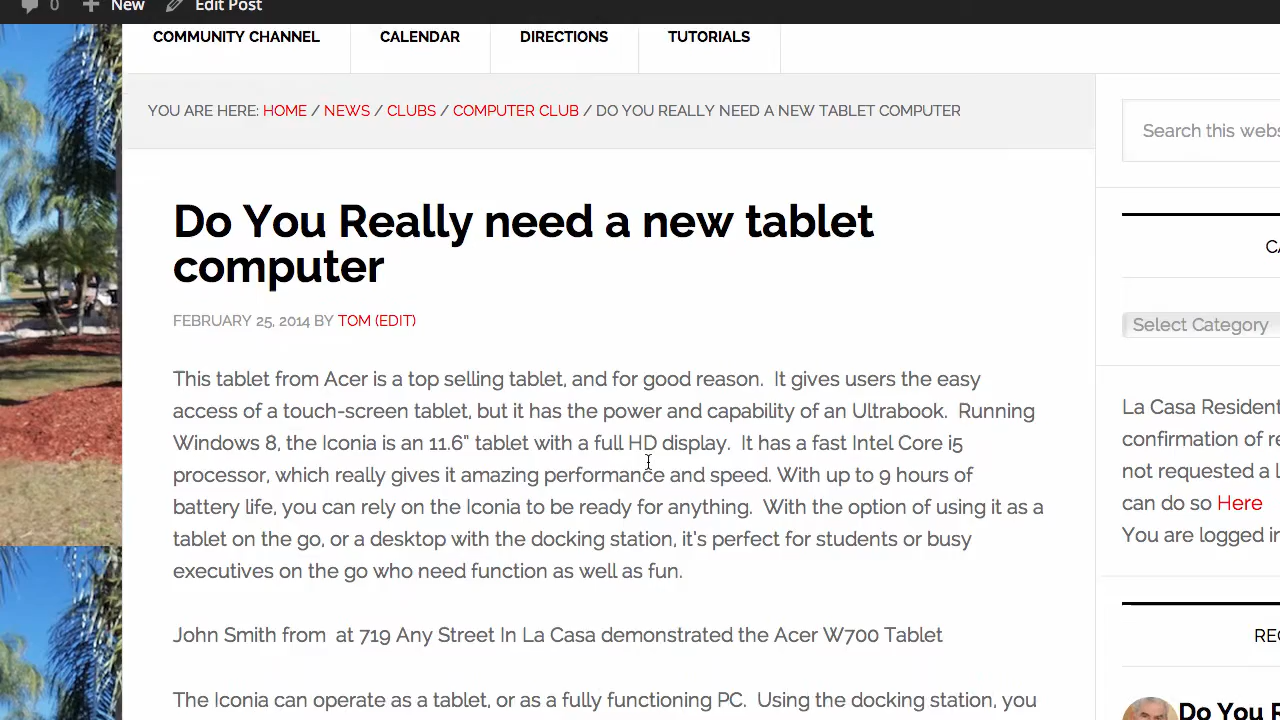 0 New Edit Post
COMMUNITY CHANNEL CALENDAR DIRECTIONS TUTORIALS
YOU ARE HERE: HOME / NEWS / CLUBS / COMPUTER CLUB / DO YOU REALLY NEED A NEW TABLET COMPUTER
Do You Really need a new tablet
computer
FEBRUARY 25, 2014 BY TOM (EDIT)
This tablet from Acer is a top selling tablet, and for good reason. It gives users the easy
access of a touch-screen tablet, but it has the power and capability of an Ultrabook. Running
Windows 8, the Iconia is an 11.6" tablet with a full HD display. It has a fast Intel Core i5
processor, which really gives it amazing performance and speed. With up to 9 hours of
battery life, you can rely on the Iconia to be ready for anything. With the option of using it as a
tablet on the go, or a desktop with the docking station, it's perfect for students or busy
executives on the go who need function as well as fun.
John Smith from at 719 Any Street In La Casa demonstrated the Acer W700 Tablet
The Iconia can operate as a tablet, or as a fully functioning PC. Using the docking station, you
Search this
Select Category
La Casa
confirmation of
not requested a
can do so Here
You are logged
Do You